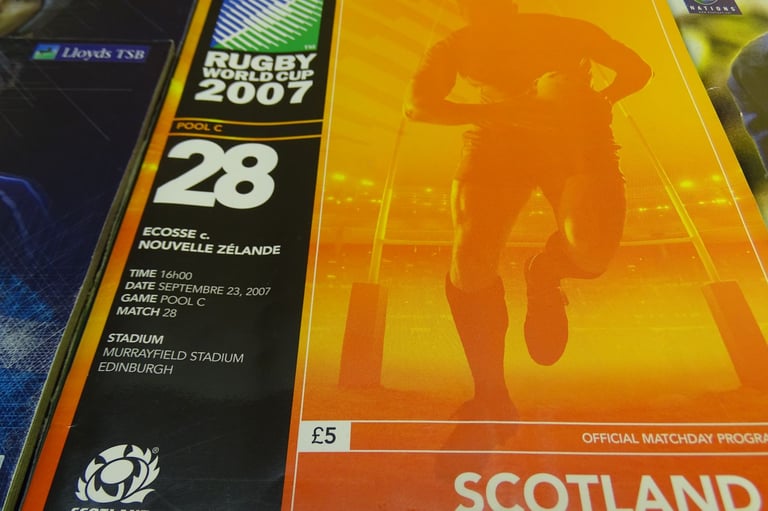 Lloyds TSB
NATIONS
RUGBY
WORLD CUP
2007
POOL C
28
ECOSSE c.
NOUVELLE ZÉLANDE
TIME 16h00
DATE SEPTEMBER 23, 2007
GAME POOL C
MATCH 28
STADIUM
MURRAYFIELD STADIUM
EDINBURGH
£5
OFFICIAL MATCHDAY PROGRA
SCOTLAND